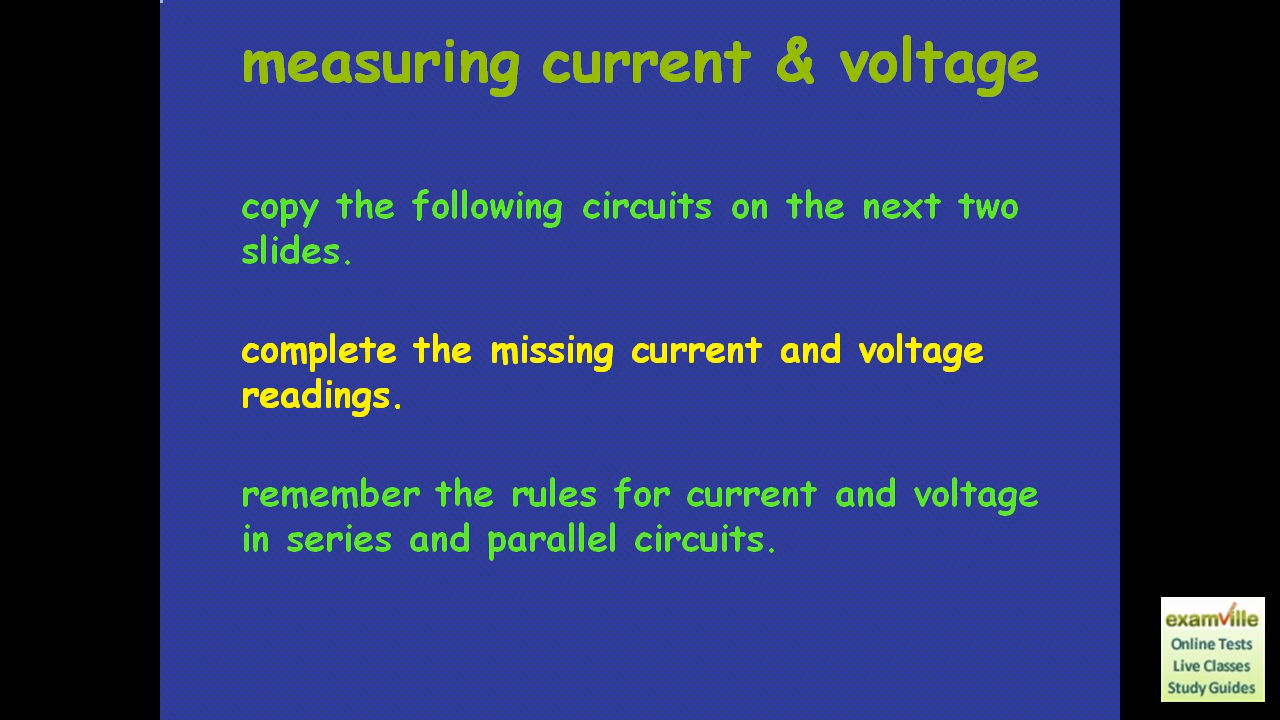 measuring current & voltage
copy the following circuits on the next two
slides.
complete the missing current and voltage
readings.
remember the rules for current and voltage
in series and parallel circuits.
examville
Online Tests
Live Classes
Study Guides